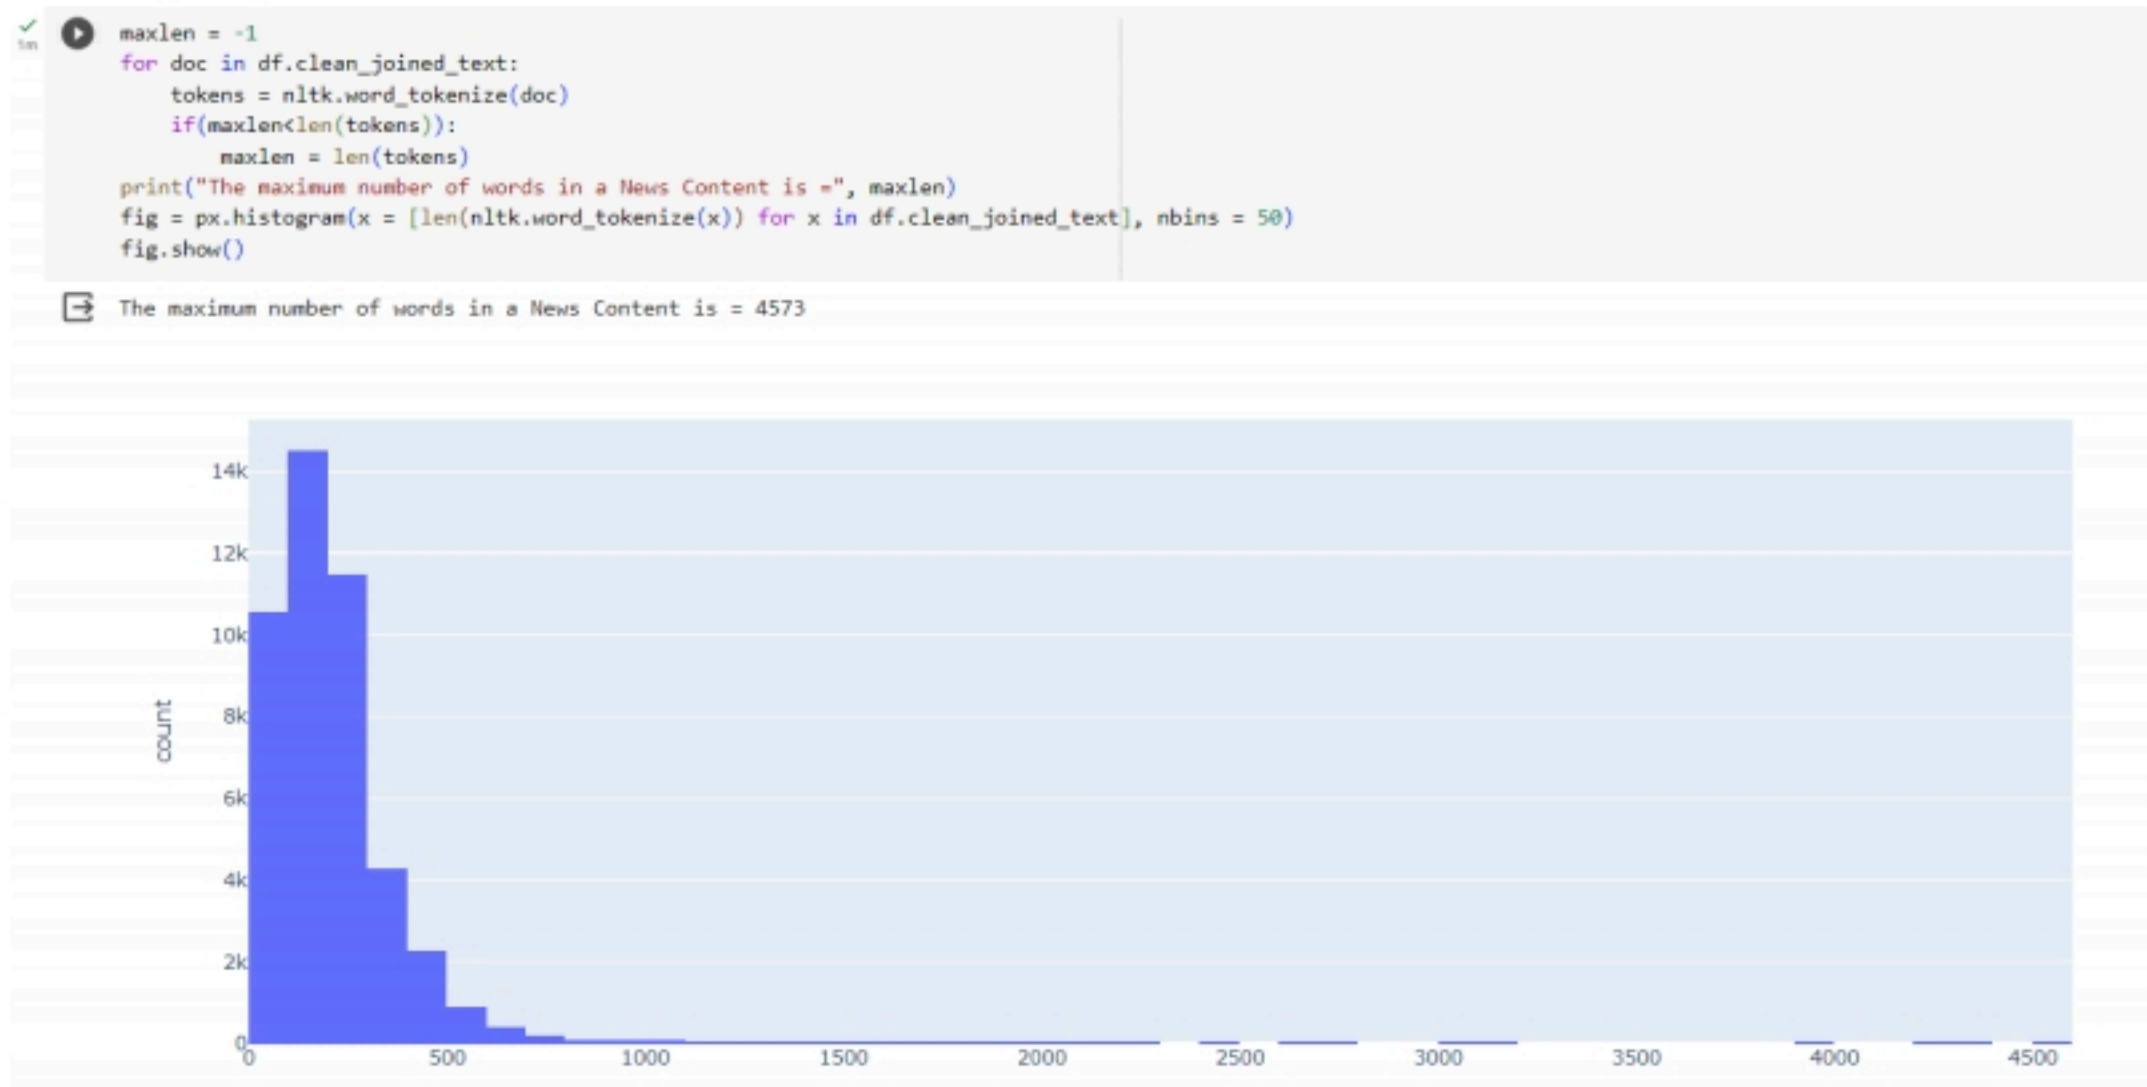 1m
maxlen = -1
for doc in df.clean_joined_text:
    tokens = nltk.word_tokenize(doc)
    if(maxlen<len(tokens)):
        maxlen = len(tokens)
print("The maximum number of words in a News Content is =", maxlen)
fig = px.histogram(x = [len(nltk.word_tokenize(x)) for x in df.clean_joined_text], nbins = 50)
fig.show()
The maximum number of words in a News Content is = 4573
14k
12k
10k
8k
6k
4k
2k
0
count
0 500 1000 1500 2000 2500 3000 3500 4000 4500